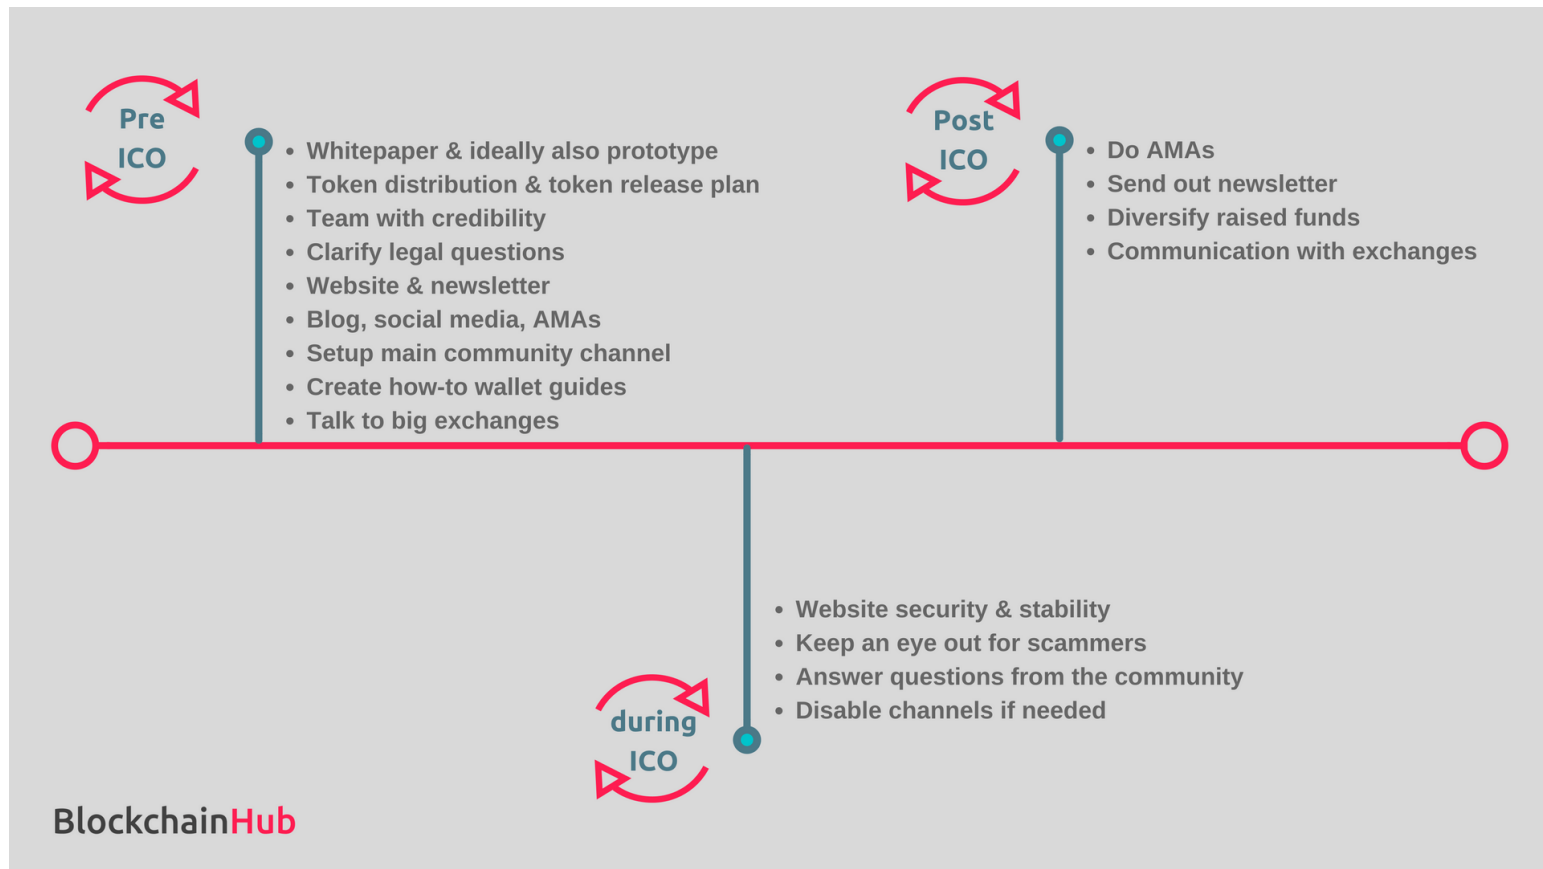 Pre
ICO
• Whitepaper & ideally also prototype
• Token distribution & token release plan
• Team with credibility
• Clarify legal questions
• Website & newsletter
• Blog, social media, AMAs
• Setup main community channel
• Create how-to wallet guides
• Talk to big exchanges
Post
ICO
• Do AMAs
• Send out newsletter
• Diversify raised funds
• Communication with exchanges
during
ICO
• Website security & stability
• Keep an eye out for scammers
• Answer questions from the community
• Disable channels if needed
BlockchainHub